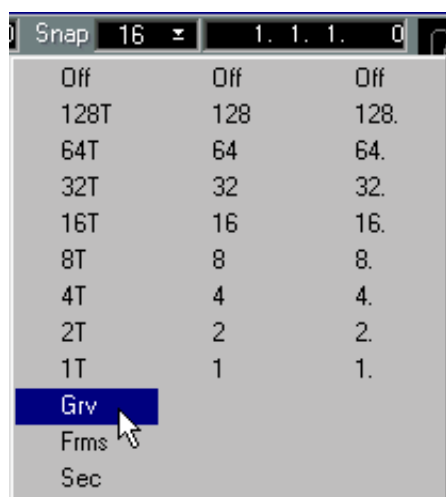 Snap 16 1. 1. 1. 0
Off Off Off
128T 128 128.
64T 64 64.
32T 32 32.
16T 16 16.
8T 8 8.
4T 4 4.
2T 2 2.
1T 1 1.
Grv
Frms
Sec